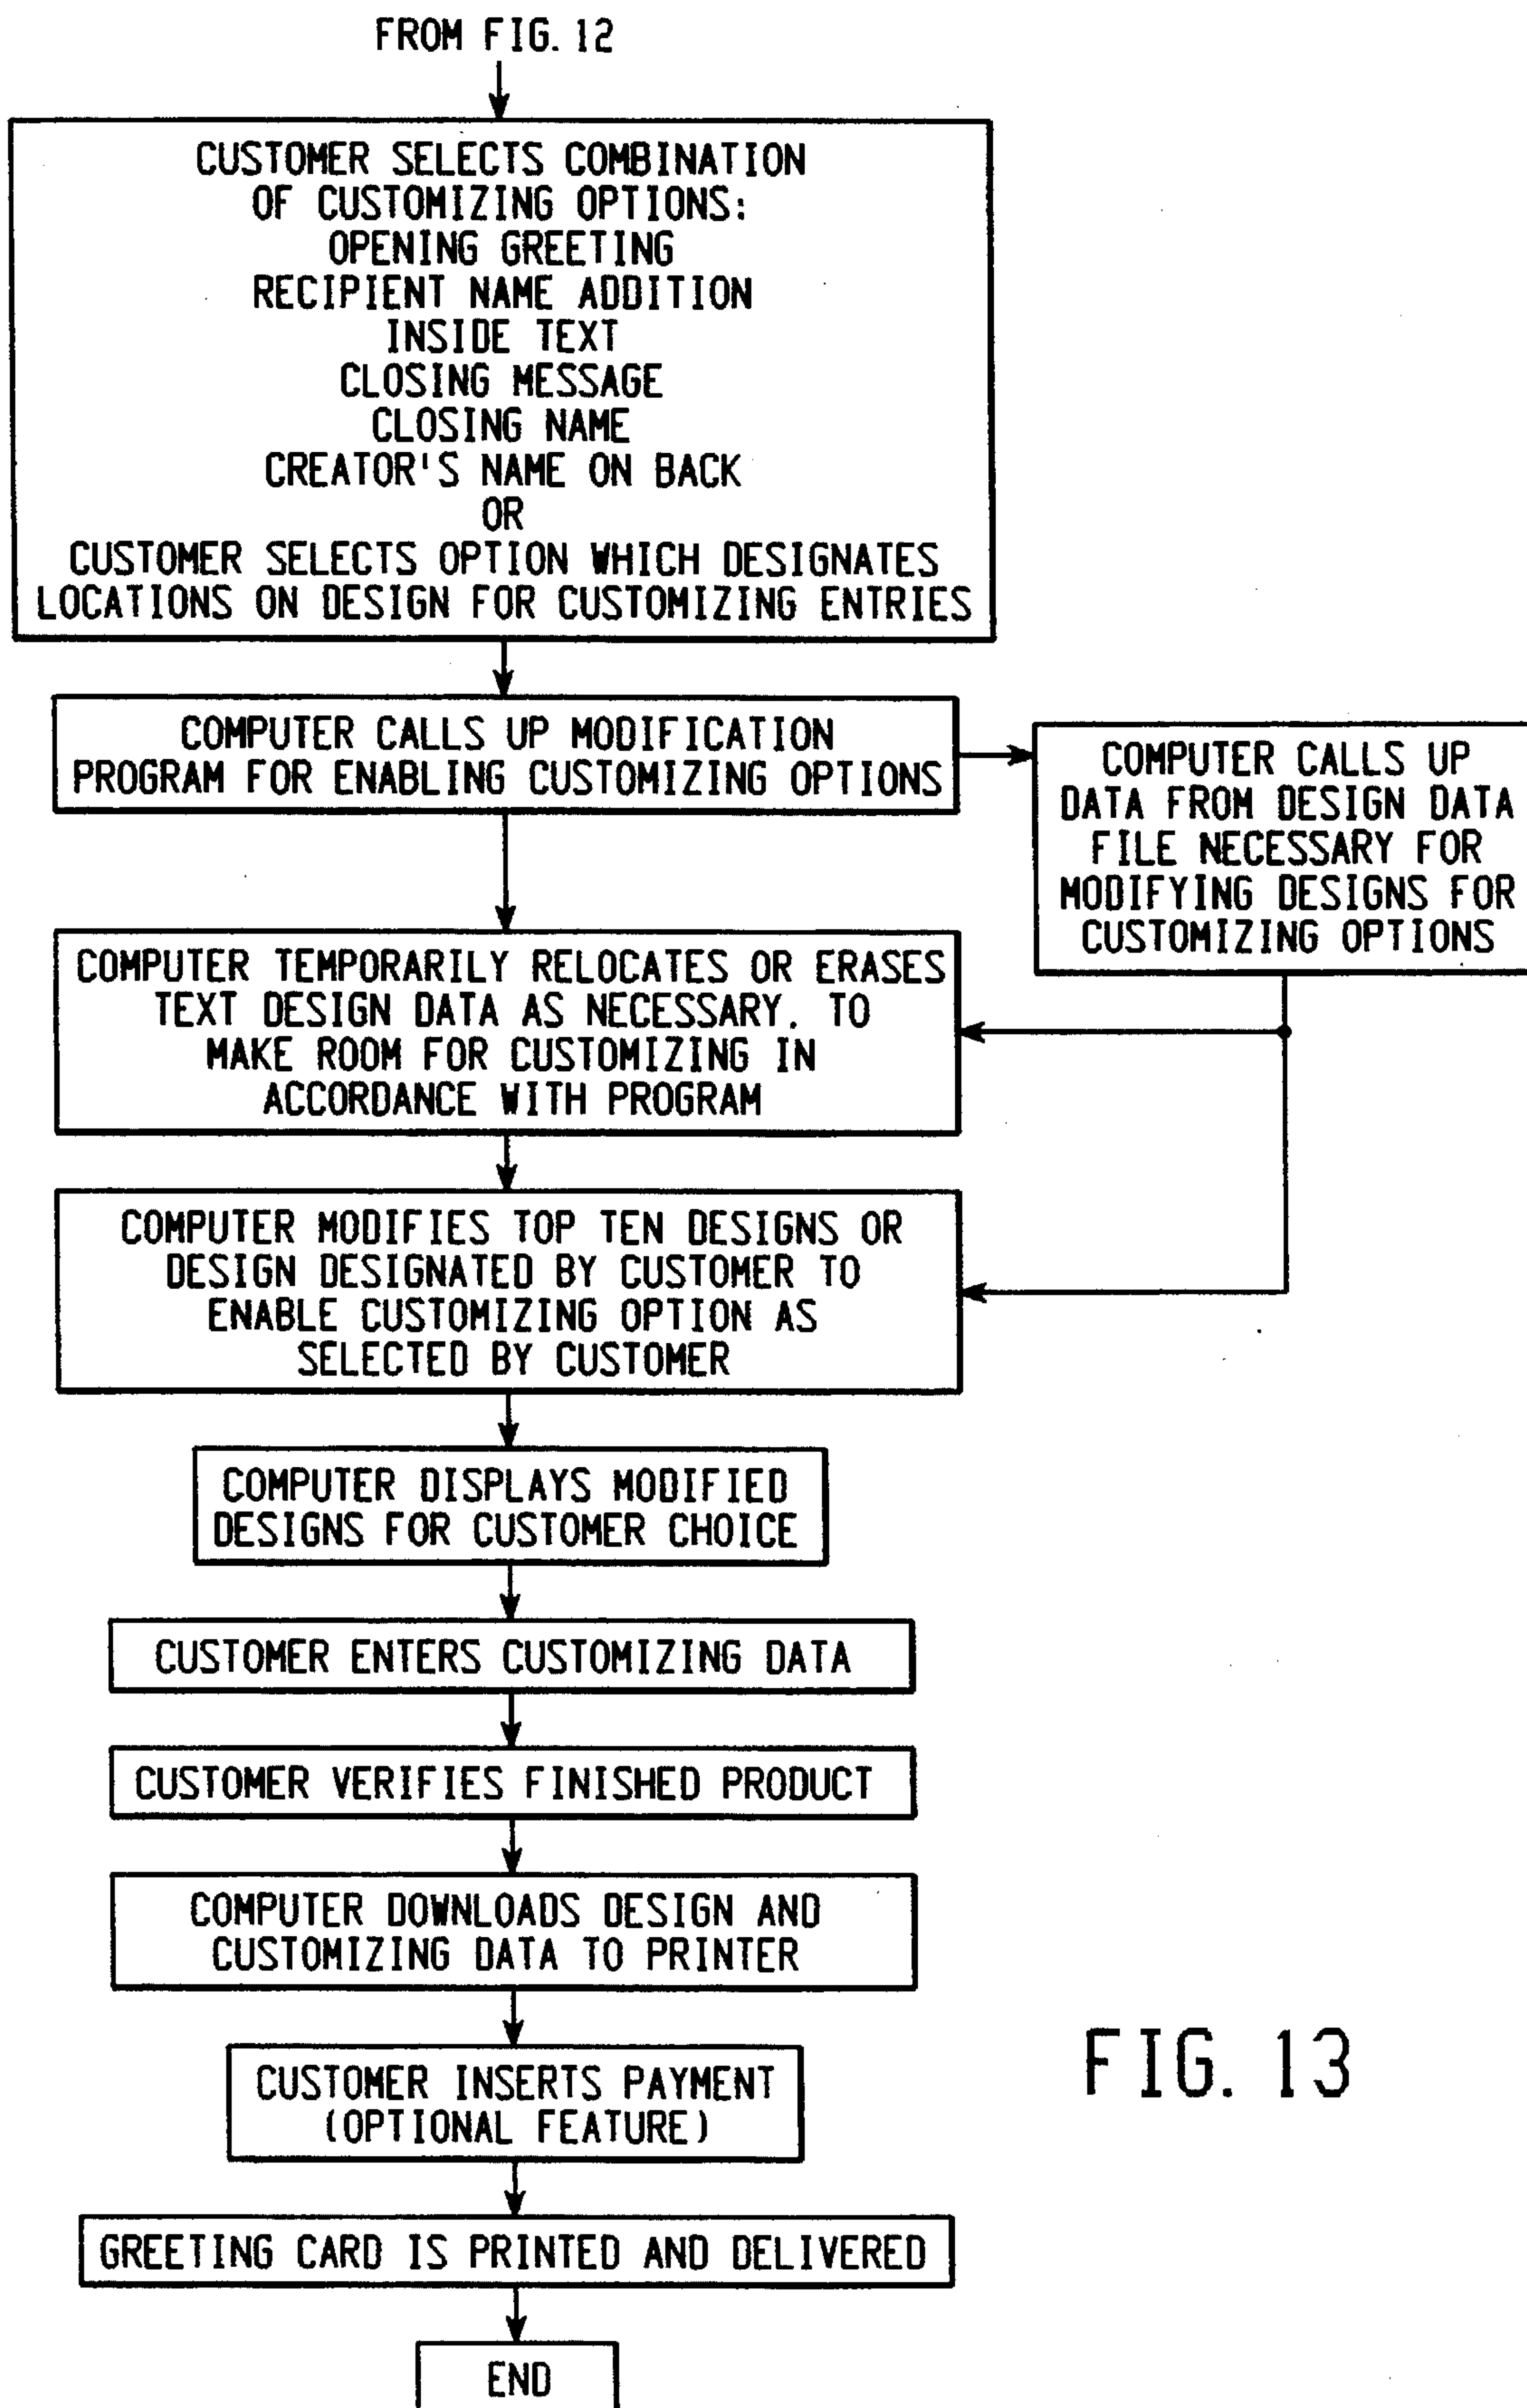 FROM FIG. 12
CUSTOMER SELECTS COMBINATION
OF CUSTOMIZING OPTIONS:
OPENING GREETING
RECIPIENT NAME ADDITION
INSIDE TEXT
CLOSING MESSAGE
CLOSING NAME
CREATOR'S NAME ON BACK
OR
CUSTOMER SELECTS OPTION WHICH DESIGNATES
LOCATIONS ON DESIGN FOR CUSTOMIZING ENTRIES
COMPUTER CALLS UP MODIFICATION
PROGRAM FOR ENABLING CUSTOMIZING OPTIONS
COMPUTER CALLS UP
DATA FROM DESIGN DATA
FILE NECESSARY FOR
MODIFYING DESIGNS FOR
CUSTOMIZING OPTIONS
COMPUTER TEMPORARILY RELOCATES OR ERASES
TEXT DESIGN DATA AS NECESSARY. TO
MAKE ROOM FOR CUSTOMIZING IN
ACCORDANCE WITH PROGRAM
COMPUTER MODIFIES TOP TEN DESIGNS OR
DESIGN DESIGNATED BY CUSTOMER TO
ENABLE CUSTOMIZING OPTION AS
SELECTED BY CUSTOMER
COMPUTER DISPLAYS MODIFIED
DESIGNS FOR CUSTOMER CHOICE
CUSTOMER ENTERS CUSTOMIZING DATA
CUSTOMER VERIFIES FINISHED PRODUCT
COMPUTER DOWNLOADS DESIGN AND
CUSTOMIZING DATA TO PRINTER
CUSTOMER INSERTS PAYMENT
(OPTIONAL FEATURE)
GREETING CARD IS PRINTED AND DELIVERED
END
FIG. 13